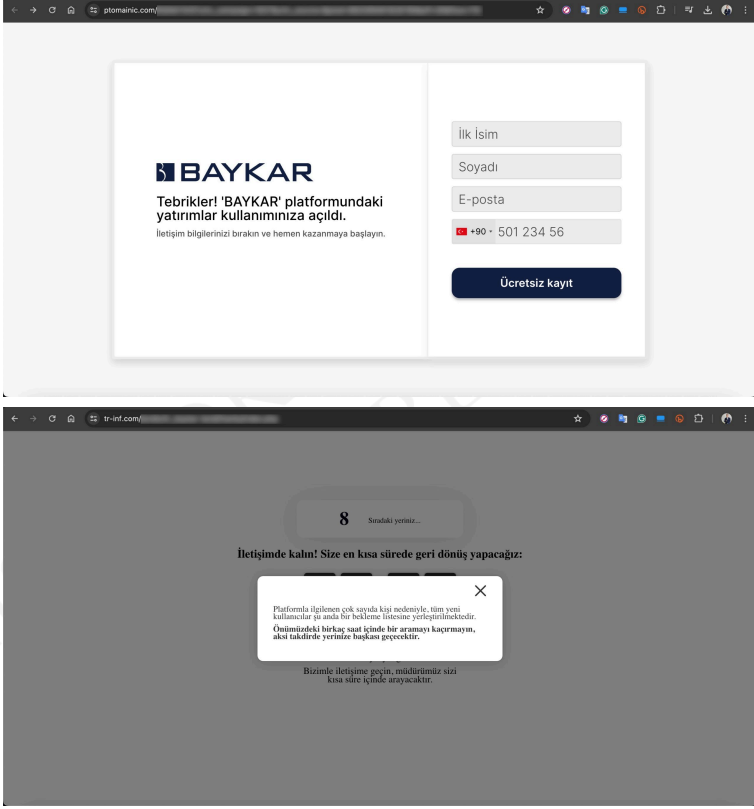 ptomainic.com/
BAYKAR
Tebrikler! 'BAYKAR' platformundaki
yatırımlar kullanımınıza açıldı.
İletişim bilgilerinizi bırakın ve hemen kazanmaya başlayın.
İlk İsim
Soyadı
E-posta
+90 501 234 56
Ücretsiz kayıt
tr-inf.com/
8 Sıradaki yeriniz...
İletişimde kalın! Size en kısa sürede geri dönüş yapacağız:
Platformla ilgilenen çok sayıda kişi nedeniyle, tüm yeni
kullanıcılar şu anda bir bekleme listesine yerleştirilmektedir.
Önümüzdeki birkaç saat içinde bir aramayı kaçırmayın,
aksi takdirde yerinize başkası geçecektir.
Bizimle iletişime geçin, müdürümüz sizi
kısa süre içinde arayacaktır.